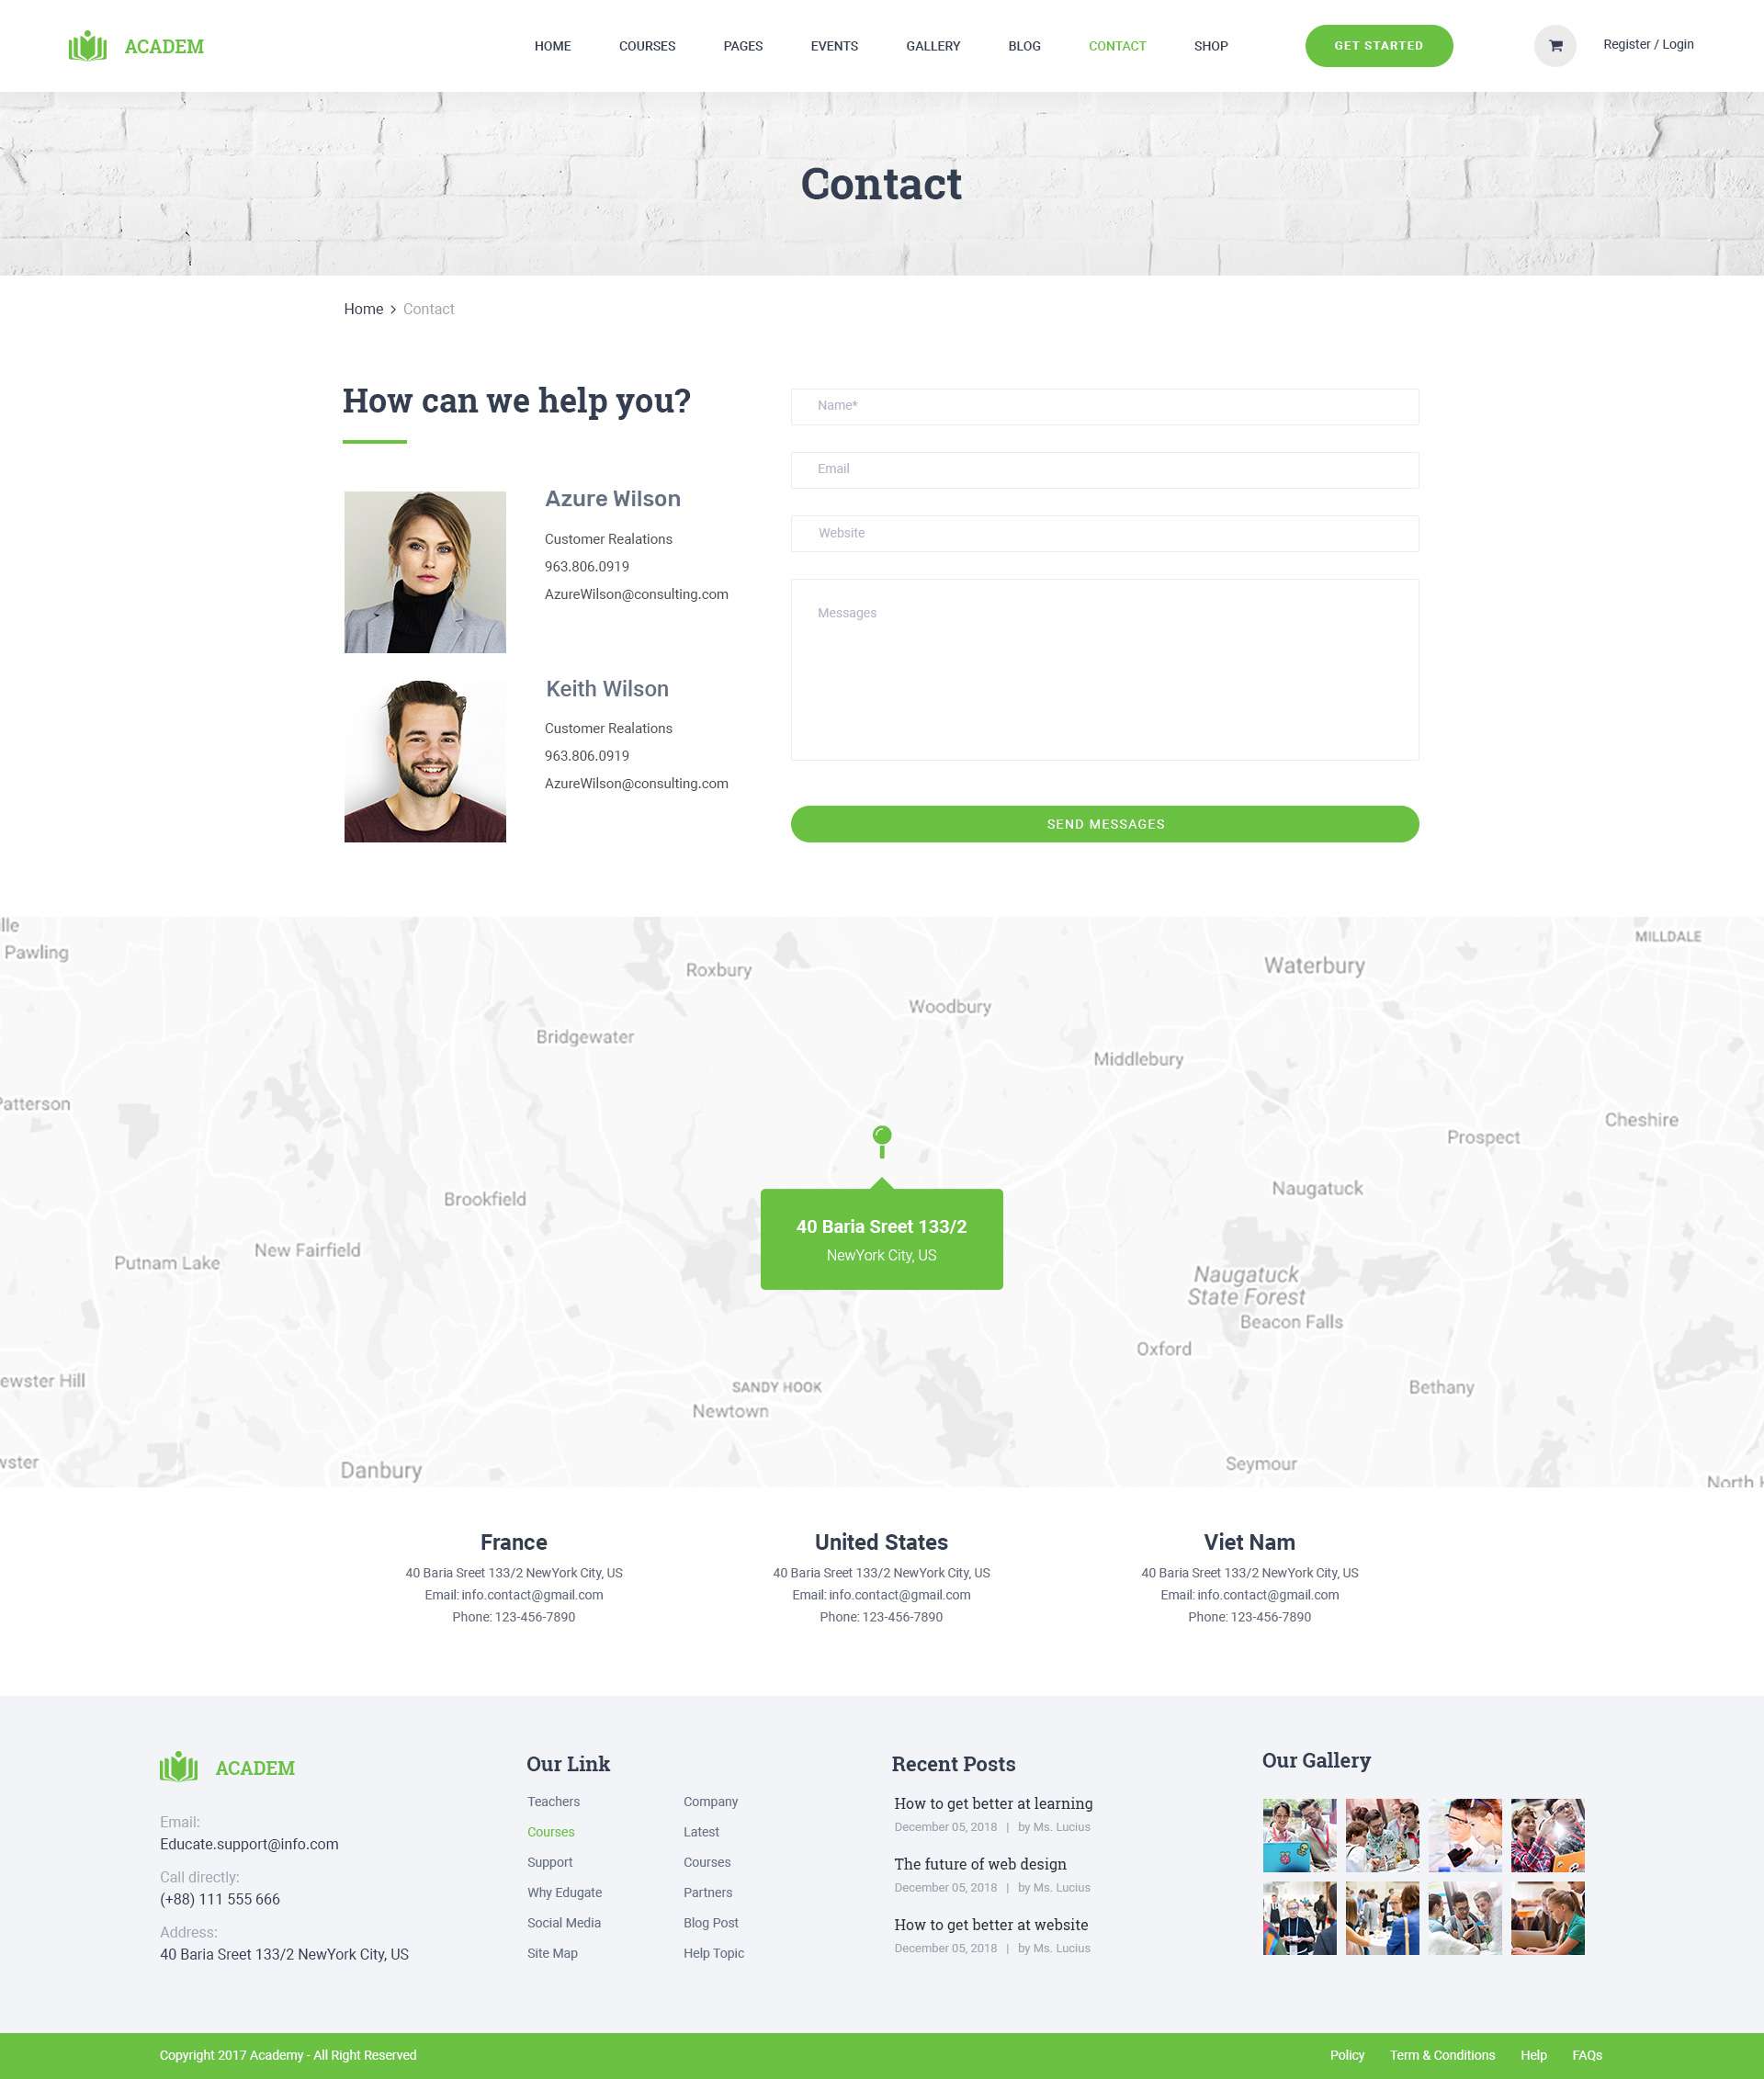 ACADEM
HOME COURSES PAGES EVENTS GALLERY BLOG CONTACT SHOP
GET STARTED
Register / Login
Contact
Home > Contact
How can we help you?
Azure Wilson
Customer Realations
963.806.0919
AzureWilson@consulting.com
Keith Wilson
Customer Realations
963.806.0919
AzureWilson@consulting.com
Name*
Email
Website
Messages
SEND MESSAGES
ille
Pawling
Roxbury
Waterbury
MILLDALE
Woodbury
Bridgewater
Middlebury
Patterson
Cheshire
Prospect
Brookfield
Naugatuck
40 Baria Sreet 133/2
NewYork City, US
New Fairfield
Putnam Lake
Naugatuck
State Forest
Beacon Falls
Oxford
ewster Hill
SANDY HOOK
Bethany
Newtown
wster
Danbury
Seymour
North H
France
40 Baria Sreet 133/2 NewYork City, US
Email: info.contact@gmail.com
Phone: 123-456-7890
United States
40 Baria Sreet 133/2 NewYork City, US
Email: info.contact@gmail.com
Phone: 123-456-7890
Viet Nam
40 Baria Sreet 133/2 NewYork City, US
Email: info.contact@gmail.com
Phone: 123-456-7890
ACADEM
Email:
Educate.support@info.com
Call directly:
(+88) 111 555 666
Address:
40 Baria Sreet 133/2 NewYork City, US
Our Link
Teachers
Courses
Support
Why Edugate
Social Media
Site Map
Company
Latest
Courses
Partners
Blog Post
Help Topic
Recent Posts
How to get better at learning
December 05, 2018 | by Ms. Lucius
The future of web design
December 05, 2018 | by Ms. Lucius
How to get better at website
December 05, 2018 | by Ms. Lucius
Our Gallery
Copyright 2017 Academy - All Right Reserved
Policy Term & Conditions Help FAQs